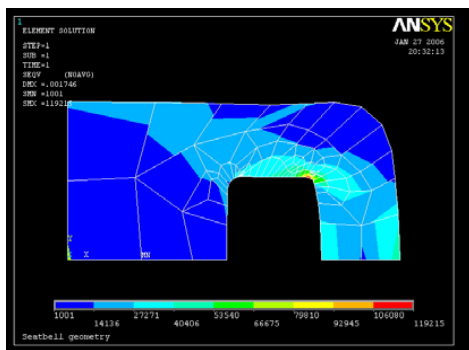 1
ANSYS
ELEMENT SOLUTION
JAN 27 2006
20:32:13
STEP=1
SUB =1
TIME=1
SEQV (NOAVG)
DMX =.001746
SMN =1001
SMX =119215
Y
X
MN
1001 27271 53540 79810 106080
14136 40406 66675 92945 119215
Seatbell geometry